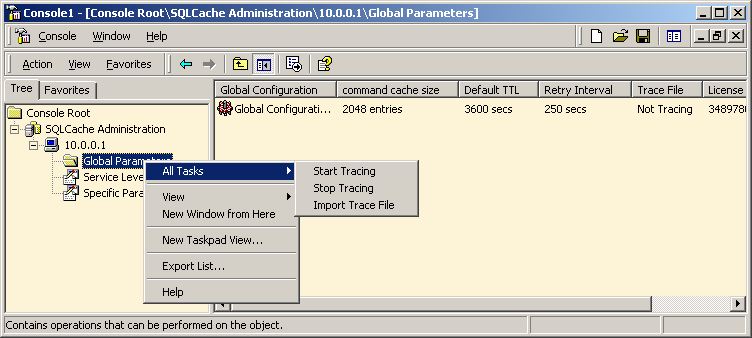 Console1 - [Console Root\SQLCache Administration\10.0.0.1\Global Parameters]
Console Window Help
Action View Favorites
Tree Favorites
Console Root
SQLCache Administration
10.0.0.1
Global Parameters
Service Leve
Specific Para
Global Configuration command cache size Default TTL Retry Interval Trace File License
Global Configurati... 2048 entries 3600 secs 250 secs Not Tracing 3489780
All Tasks
View
New Window from Here
New Taskpad View...
Export List...
Help
Start Tracing
Stop Tracing
Import Trace File
Contains operations that can be performed on the object.